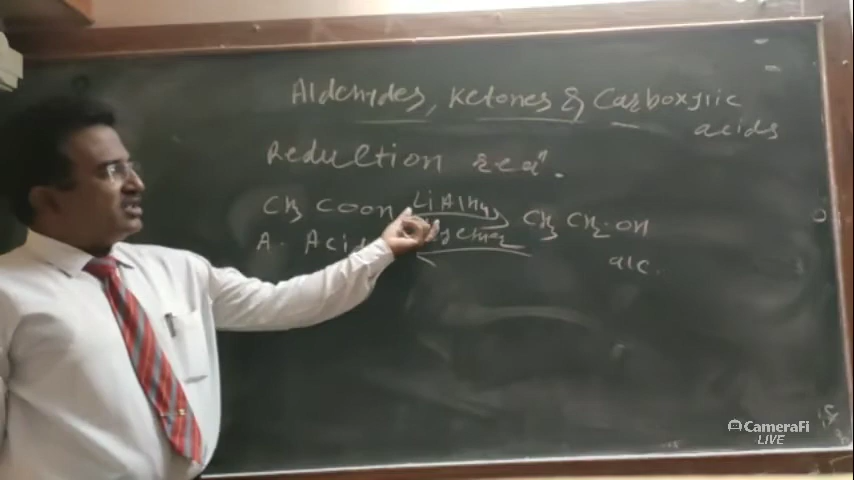 Aldehydes, Ketones & Carboxylic
acids
Reduction reaⁿ.
CH3 COOH LiAlH4 CH3 CH2·OH
A. Acid ether
alc.
CameraFi
LIVE